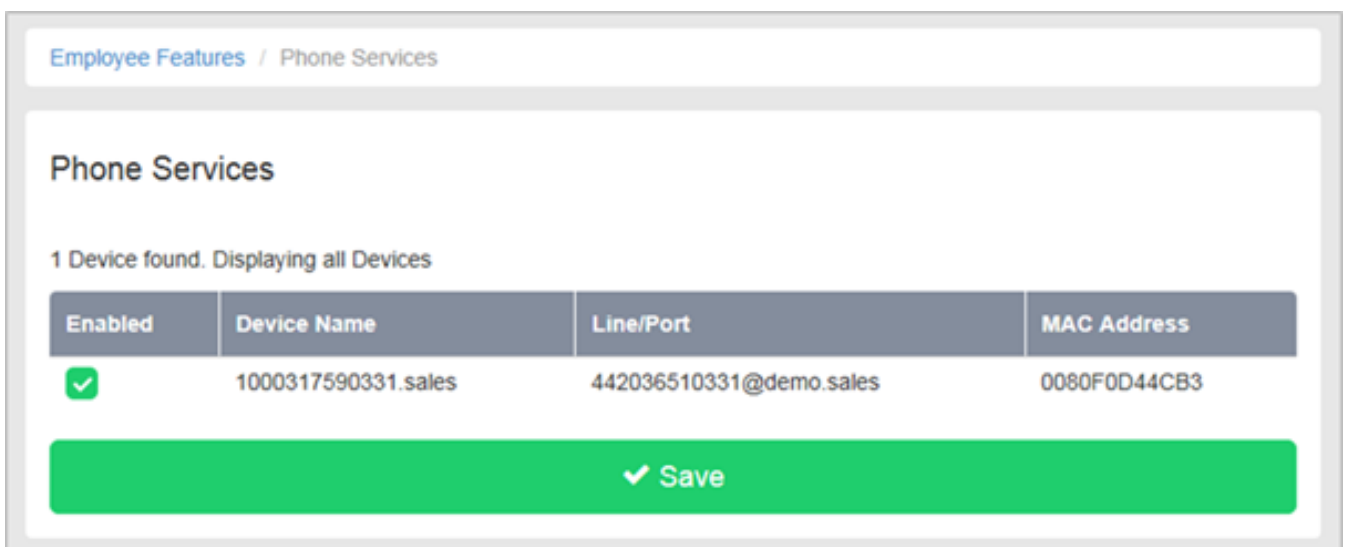 Employee Features / Phone Services
Phone Services
1 Device found. Displaying all Devices
Enabled Device Name Line/Port MAC Address
1000317590331.sales 442036510331@demo.sales 0080F0D44CB3
Save